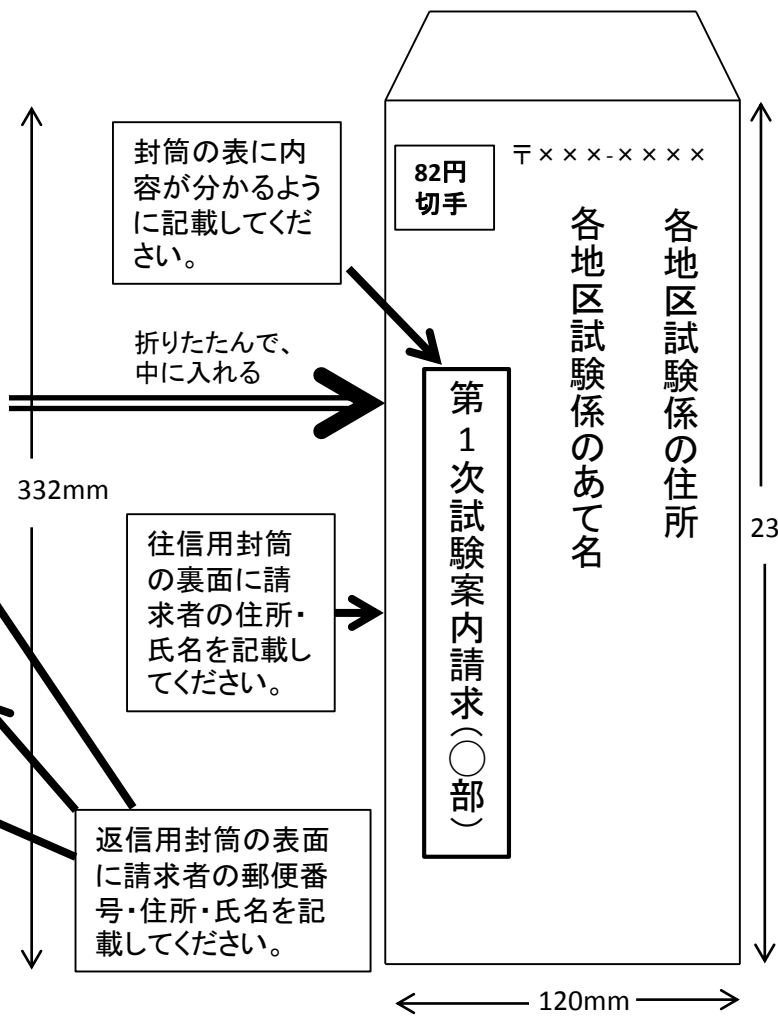 封筒の表に内
容が分かるよう
に記載してくだ
さい。
82円
切手
〒×××-××××
各地区試験係の住所
各地区試験係のあて名
折りたたんで、
中に入れる
第1次試験案内請求(○部)
332mm
23
往信用封筒
の裏面に請
求者の住所・
氏名を記載し
てください。
返信用封筒の表面
に請求者の郵便番
号・住所・氏名を記
載してください。
120mm